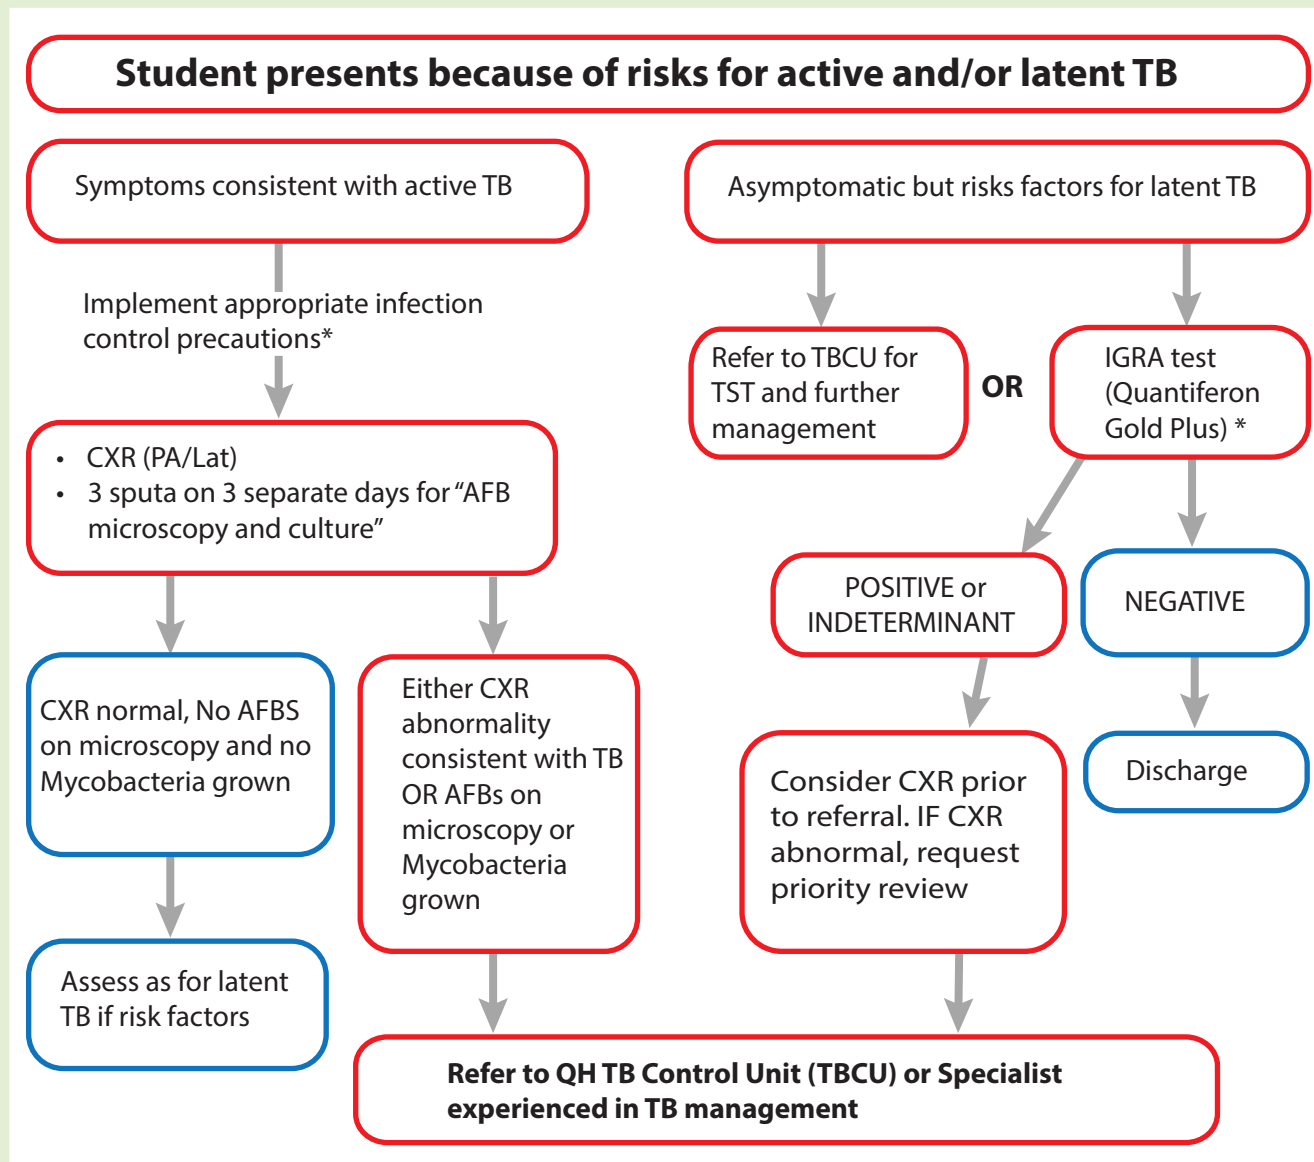 Student presents because of risks for active and/or latent TB
Symptoms consistent with active TB
Implement appropriate infection
control precautions*
• CXR (PA/Lat)
• 3 sputa on 3 separate days for “AFB
microscopy and culture”
CXR normal, No AFBS
on microscopy and no
Mycobacteria grown
Assess as for latent
TB if risk factors
Either CXR
abnormality
consistent with TB
OR AFBs on
microscopy or
Mycobacteria
grown
Asymptomatic but risks factors for latent TB
Refer to TBCU for
TST and further
management
OR
IGRA test
(Quantiferon
Gold Plus) *
POSITIVE or
INDETERMINANT
NEGATIVE
Consider CXR prior
to referral. IF CXR
abnormal, request
priority review
Discharge
Refer to QH TB Control Unit (TBCU) or Specialist
experienced in TB management